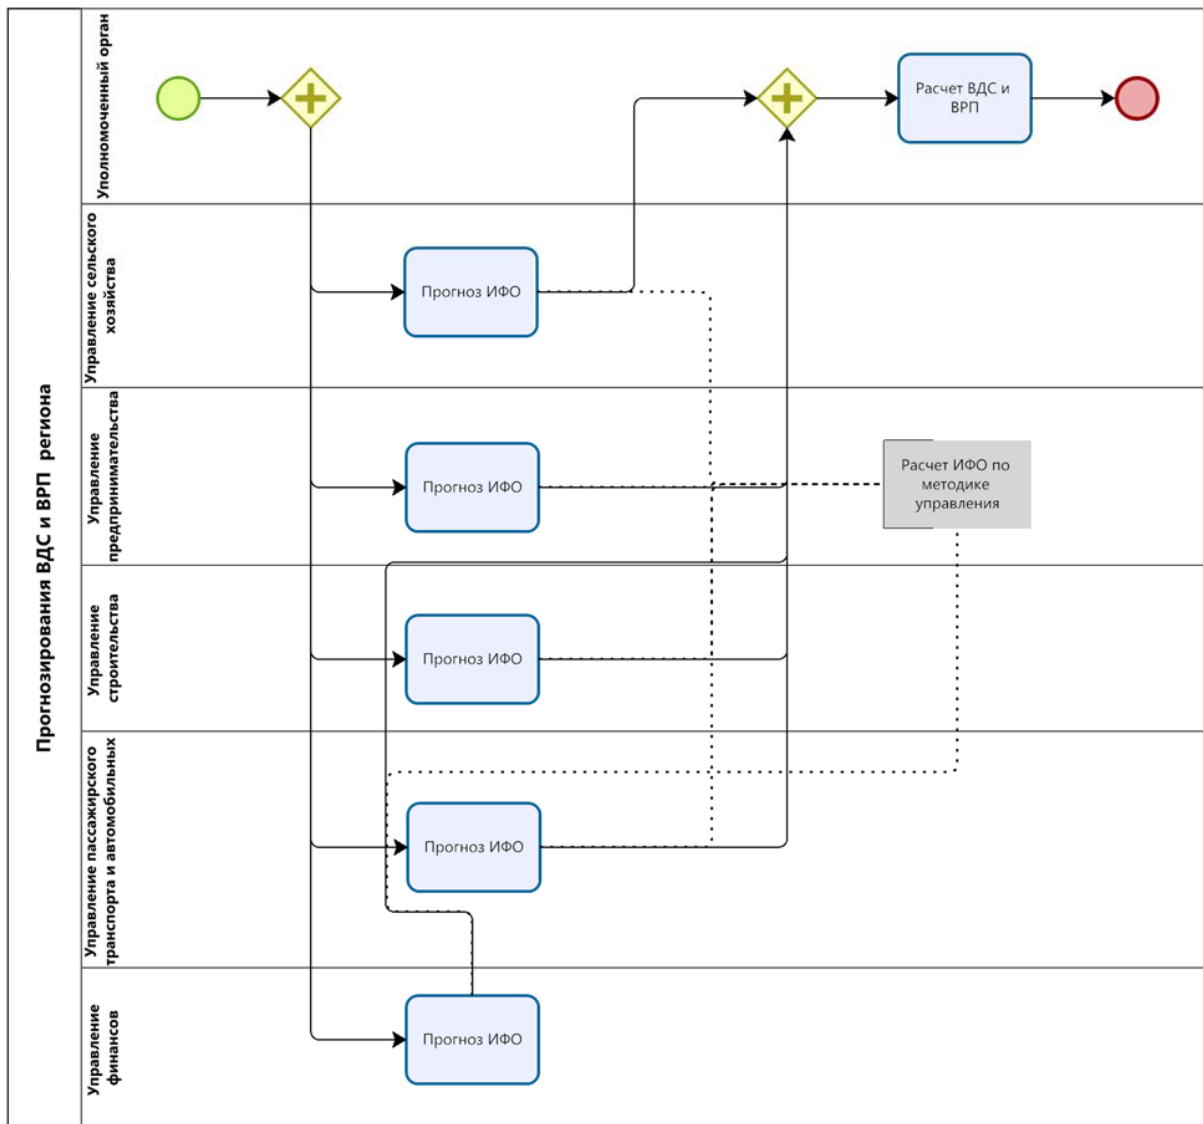 Прогнозирования ВДС и ВРП региона
Уполномоченный орган
Расчет ВДС и
ВРП
Управление сельского
хозяйства
Прогноз ИФО
Управление
предпринимательства
Прогноз ИФО
Расчет ИФО по
методике
управления
Управление
строительства
Прогноз ИФО
Управление пассажирского
транспорта и автомобильных
Прогноз ИФО
Управление
финансов
Прогноз ИФО